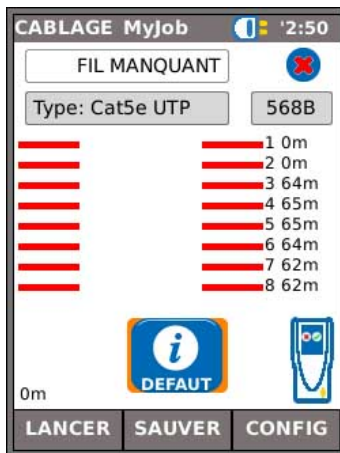 CABLAGE MyJob '2:50
FIL MANQUANT
Type: Cat5e UTP 568B
1 0m
2 0m
3 64m
4 65m
5 65m
6 64m
7 62m
8 62m
i
DEFAUT
0m
LANCER SAUVER CONFIG